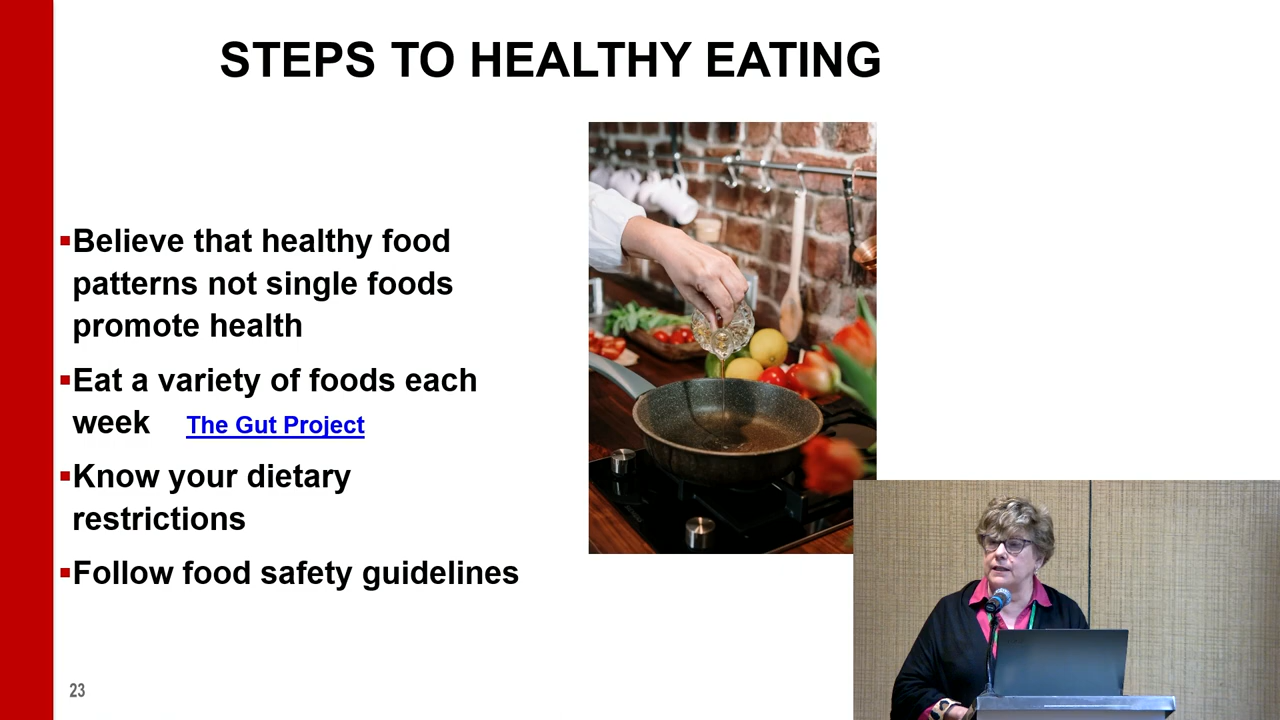 STEPS TO HEALTHY EATING
▪Believe that healthy food
patterns not single foods
promote health
▪Eat a variety of foods each
week The Gut Project
▪Know your dietary
restrictions
▪Follow food safety guidelines
23